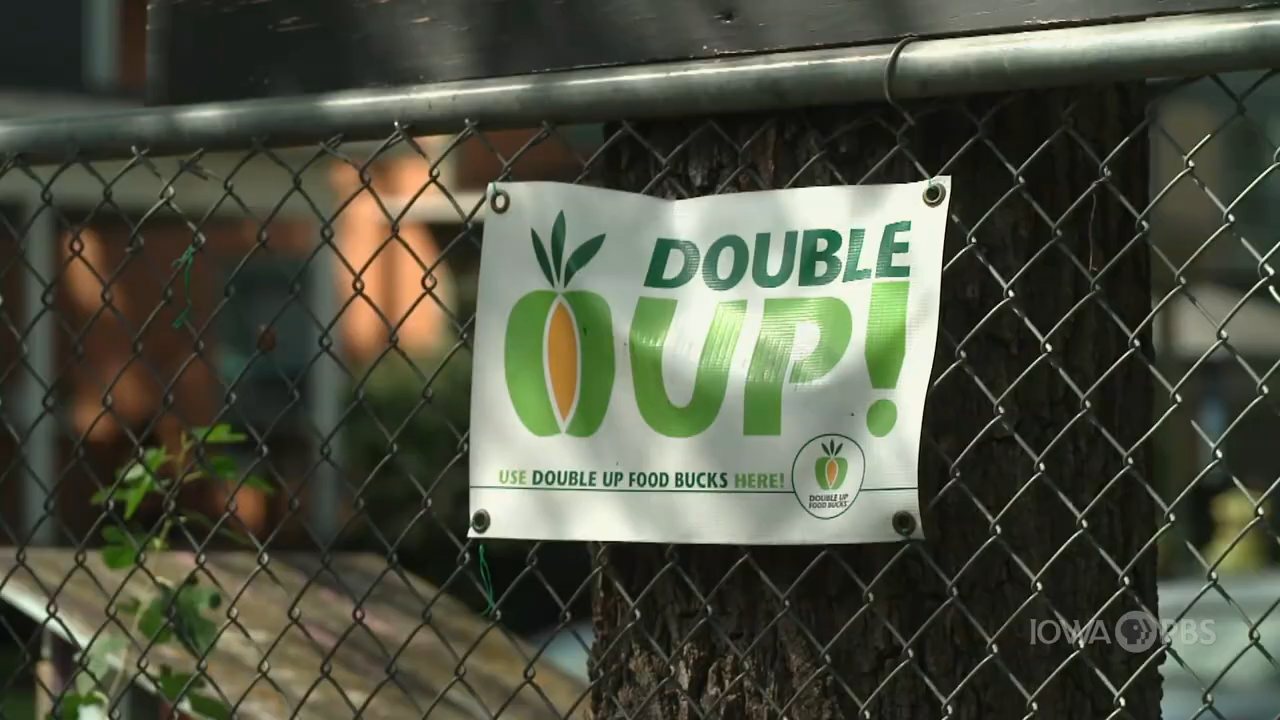 DOUBLE
UP!
USE DOUBLE UP FOOD BUCKS HERE!
DOUBLE UP
FOOD BUCKS
IOWA PBS